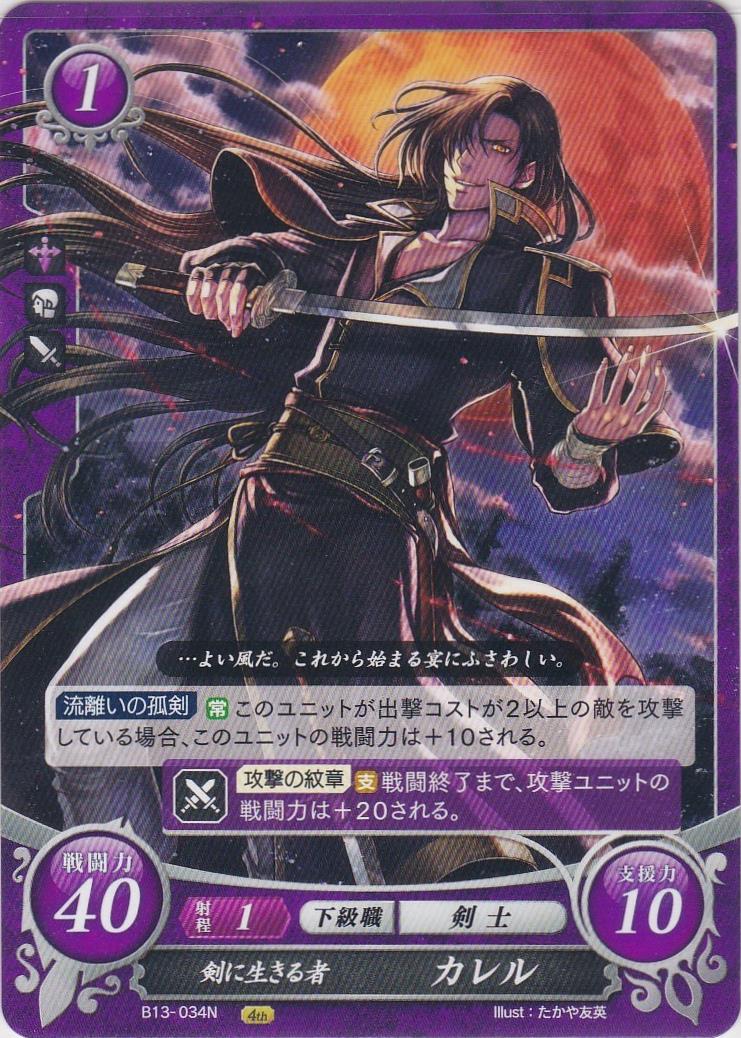 1
…よい風だ。これから始まる宴にふさわしい。
流離いの孤剣 常 このユニットが出撃コストが2以上の敵を攻撃
している場合、このユニットの戦闘力は+10される。
攻撃の紋章 支 戦闘終了まで、攻撃ユニットの
戦闘力は+20される。
戦闘力
40
射程 1 下級職 剣士
支援力
10
剣に生きる者 カレル
B13-034N 4th Illust:たかや友英